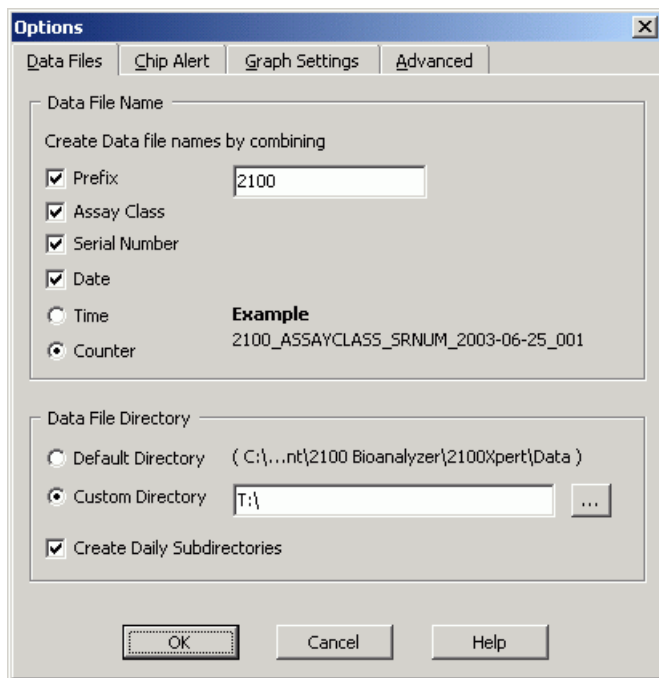 Options
Data Files Chip Alert Graph Settings Advanced
Data File Name
Create Data file names by combining
Prefix 2100
Assay Class
Serial Number
Date
Time Example
2100_ASSAYCLASS_SRNUM_2003-06-25_001
Counter
Data File Directory
Default Directory ( C:\...nt\2100 Bioanalyzer\2100Xpert\Data )
Custom Directory T:\ ...
Create Daily Subdirectories
OK Cancel Help